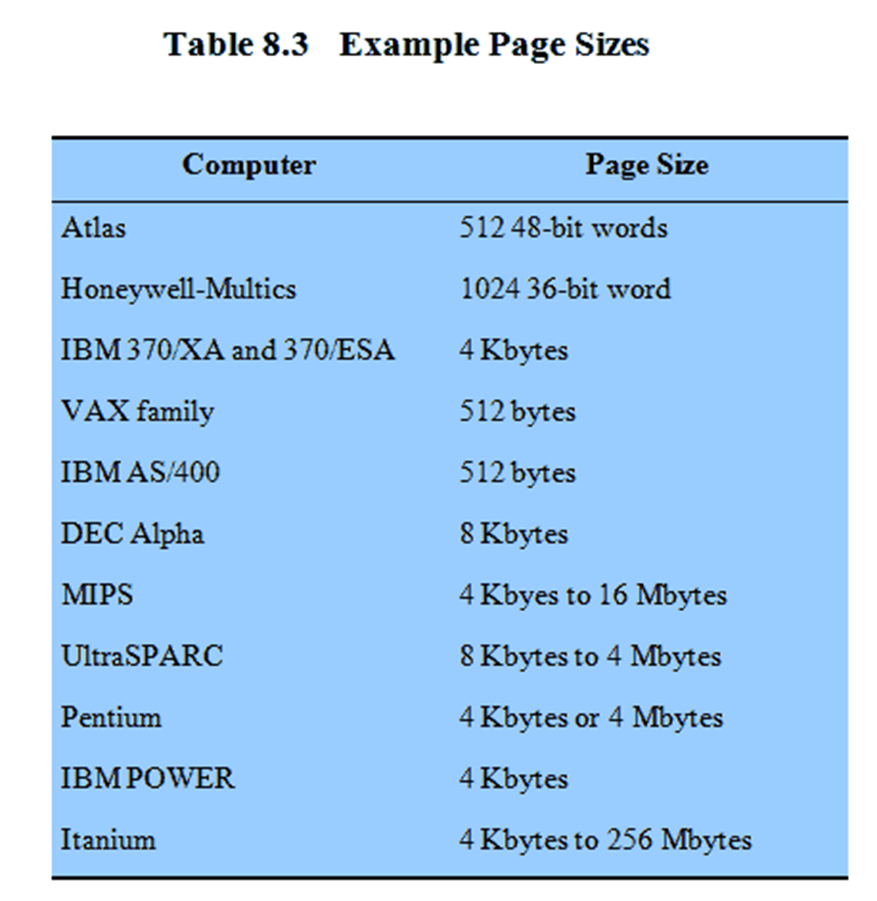 Table 8.3 Example Page Sizes
Computer Page Size
Atlas 512 48-bit words
Honeywell-Multics 1024 36-bit word
IBM 370/XA and 370/ESA 4 Kbytes
VAX family 512 bytes
IBM AS/400 512 bytes
DEC Alpha 8 Kbytes
MIPS 4 Kbyes to 16 Mbytes
UltraSPARC 8 Kbytes to 4 Mbytes
Pentium 4 Kbytes or 4 Mbytes
IBM POWER 4 Kbytes
Itanium 4 Kbytes to 256 Mbytes